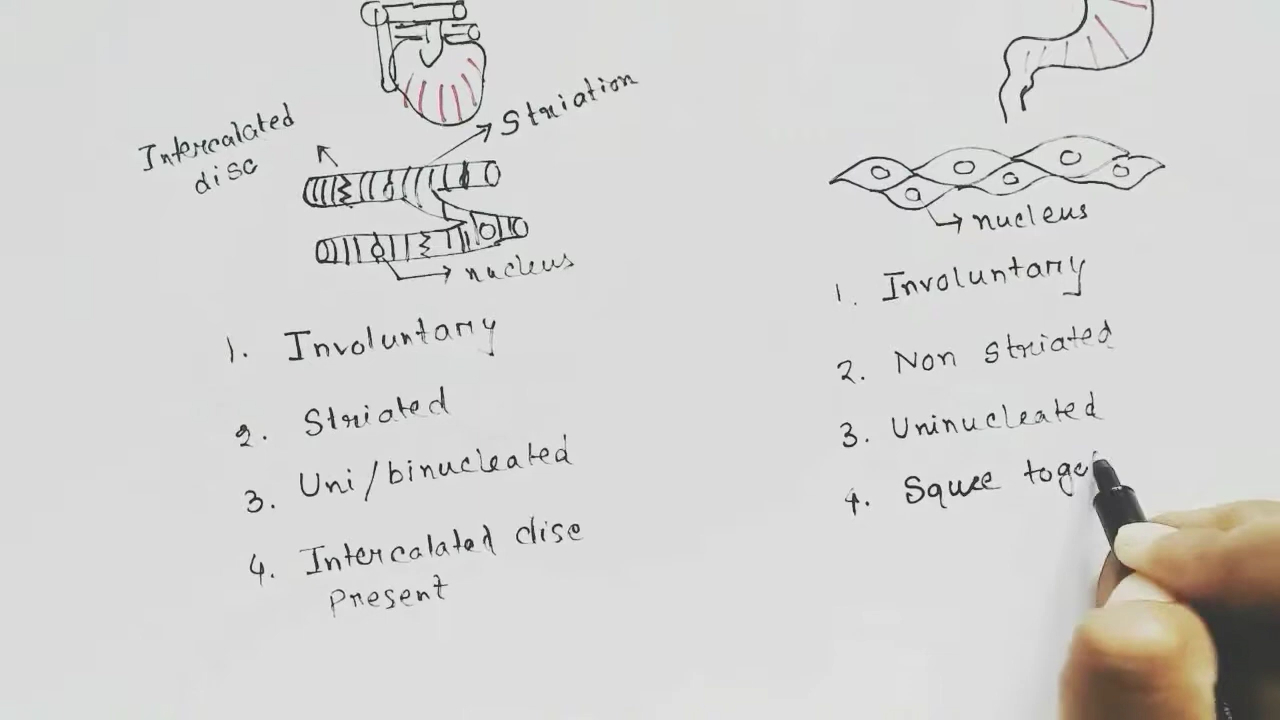 Intercalated
disc
Striation
nucleus
1. Involuntary
2. Striated
3. Uni/binucleated
4. Intercalated disc
Present
nucleus
1. Involuntary
2. Non striated
3. Uninucleated
4. Squee toge